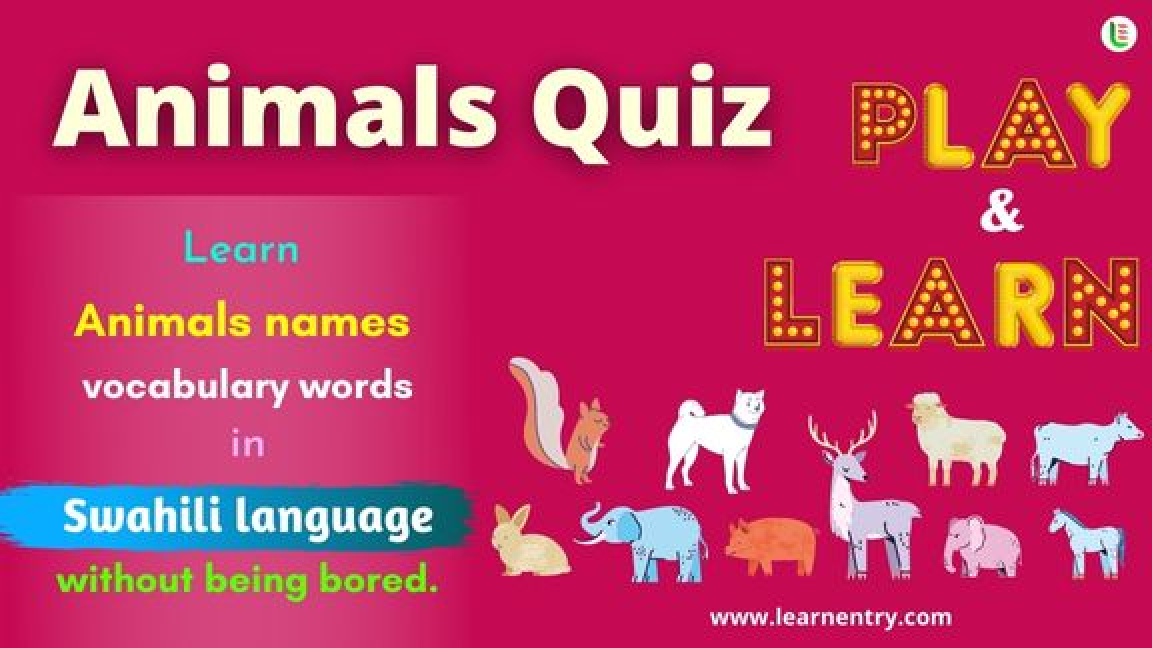 Animals Quiz
PLAY
&
LEARN
Learn
Animals names
vocabulary words
in
Swahili language
without being bored.
www.learnentry.com